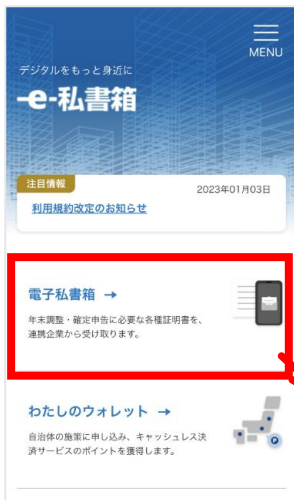 MENU
デジタルをもっと身近に
-e-私書箱
注目情報
2023年01月03日
利用規約改定のお知らせ
電子私書箱 →
年末調整・確定申告に必要な各種証明書を、
連携企業から受け取ります。
わたしのウォレット →
自治体の施策に申し込み、キャッシュレス決
済サービスのポイントを獲得します。
P